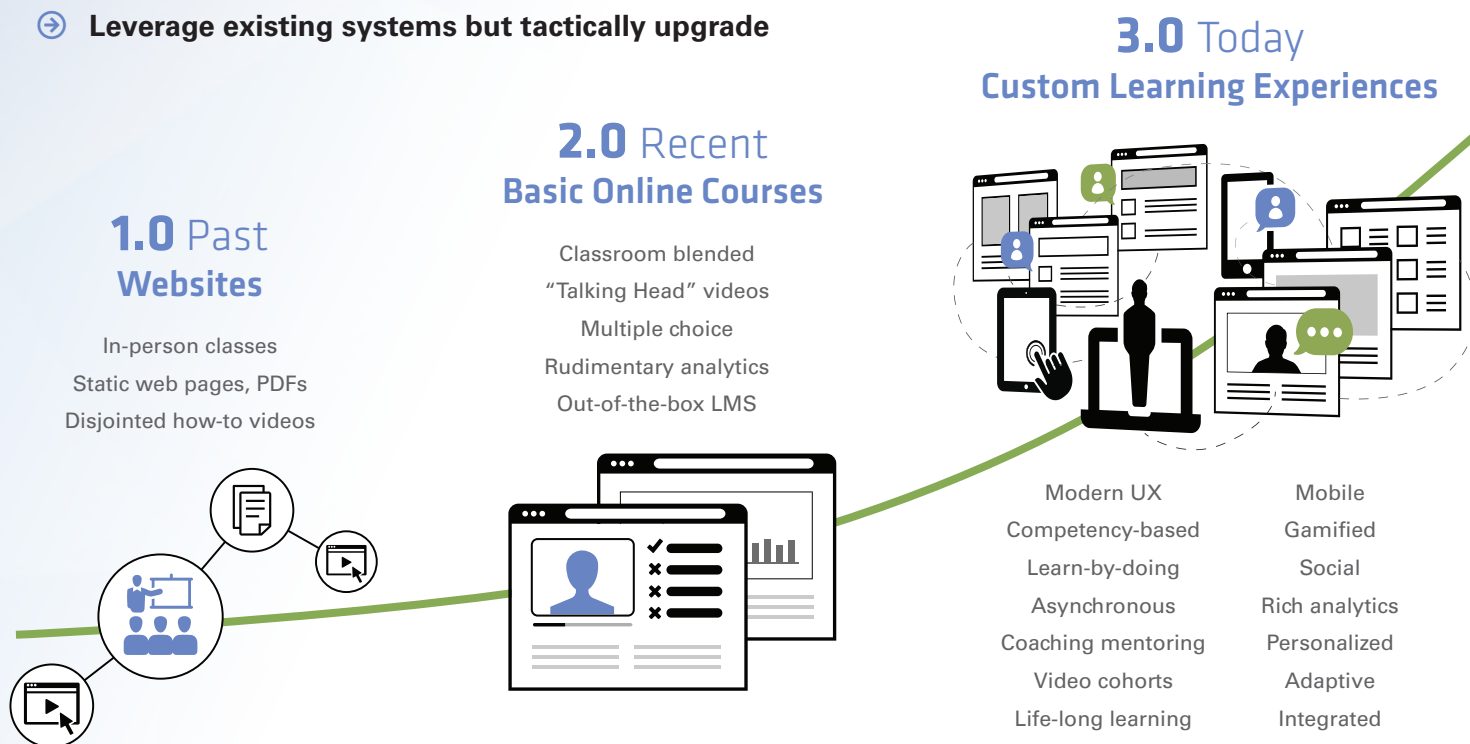 Leverage existing systems but tactically upgrade
1.0 Past
Websites
In-person classes
Static web pages, PDFs
Disjointed how-to videos
2.0 Recent
Basic Online Courses
Classroom blended
“Talking Head” videos
Multiple choice
Rudimentary analytics
Out-of-the-box LMS
3.0 Today
Custom Learning Experiences
Modern UX
Competency-based
Learn-by-doing
Asynchronous
Coaching mentoring
Video cohorts
Life-long learning
Mobile
Gamified
Social
Rich analytics
Personalized
Adaptive
Integrated